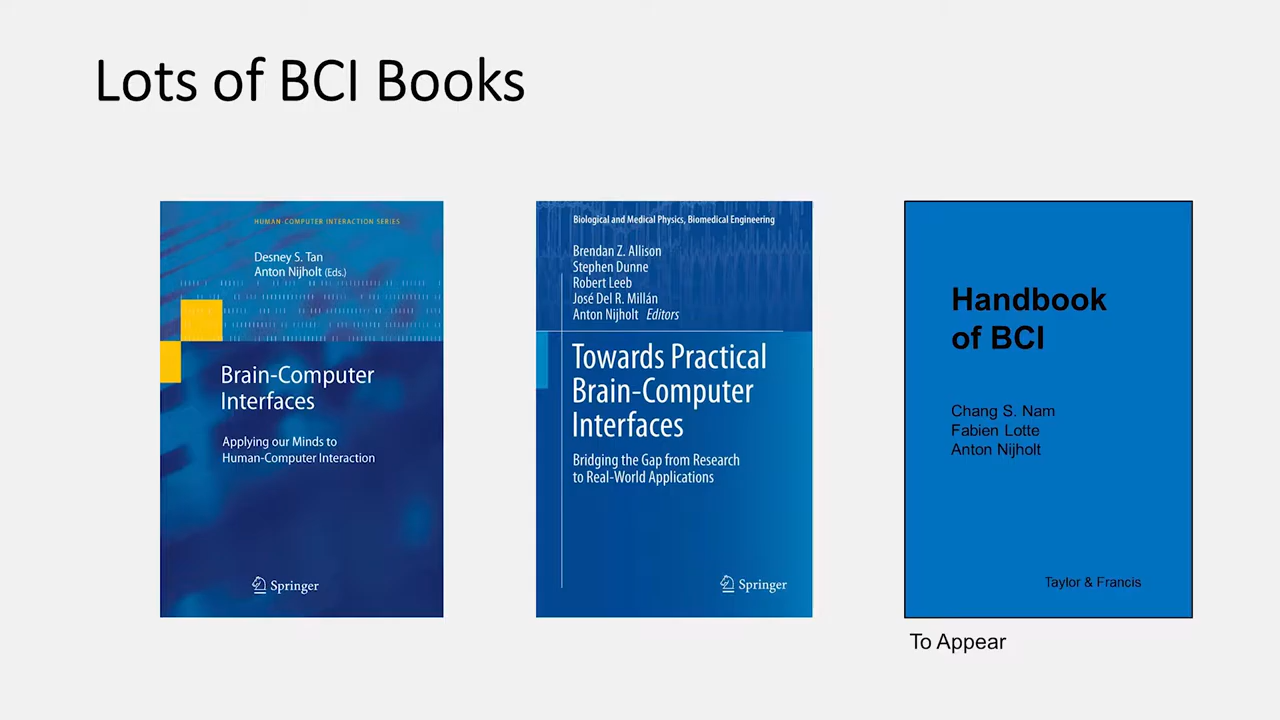 Lots of BCI Books
HUMAN-COMPUTER INTERACTION SERIES
Desney S. Tan
Anton Nijholt (Eds.)
Brain-Computer
Interfaces
Applying our Minds to
Human-Computer Interaction
Springer
Biological and Medical Physics, Biomedical Engineering
Brendan Z. Allison
Stephen Dunne
Robert Leeb
José Del R. Millán
Anton Nijholt Editors
Towards Practical
Brain-Computer
Interfaces
Bridging the Gap from Research
to Real-World Applications
Springer
Handbook
of BCI
Chang S. Nam
Fabien Lotte
Anton Nijholt
Taylor & Francis
To Appear